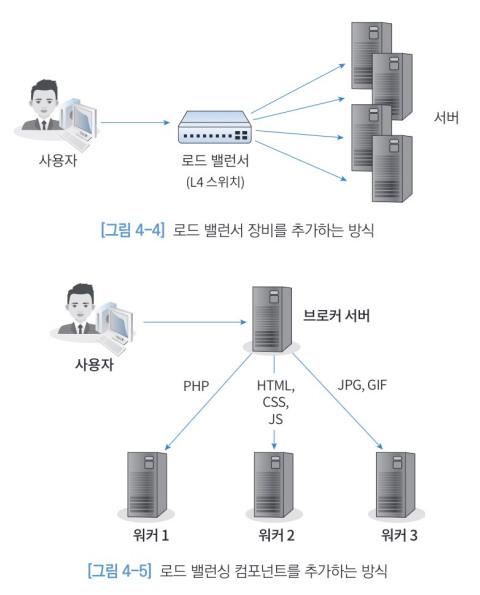 서버
사용자
로드 밸런서
(L4 스위치)
[그림 4-4] 로드 밸런서 장비를 추가하는 방식
브로커 서버
사용자
PHP
HTML,
CSS,
JS
JPG, GIF
워커 1
워커 2
워커 3
[그림 4-5] 로드 밸런싱 컴포넌트를 추가하는 방식